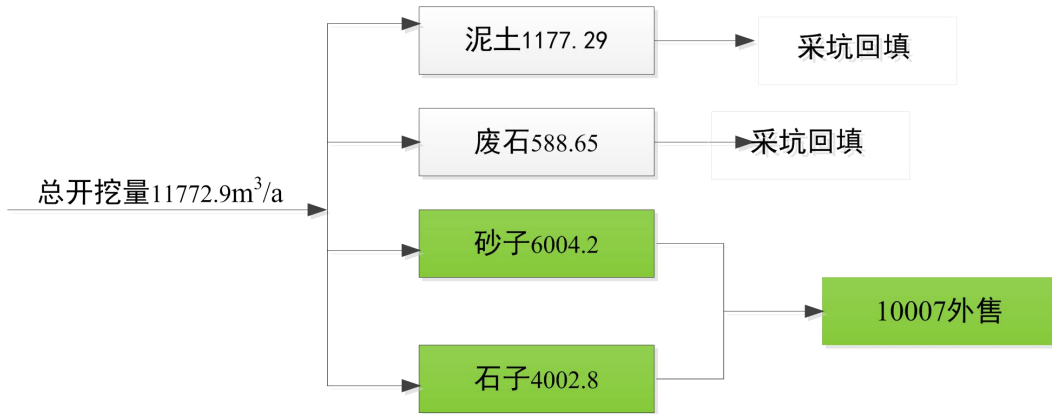 泥土1177.29
采坑回填
废石588.65
采坑回填
总开挖量11772.9m³/a
砂子6004.2
10007外售
石子4002.8